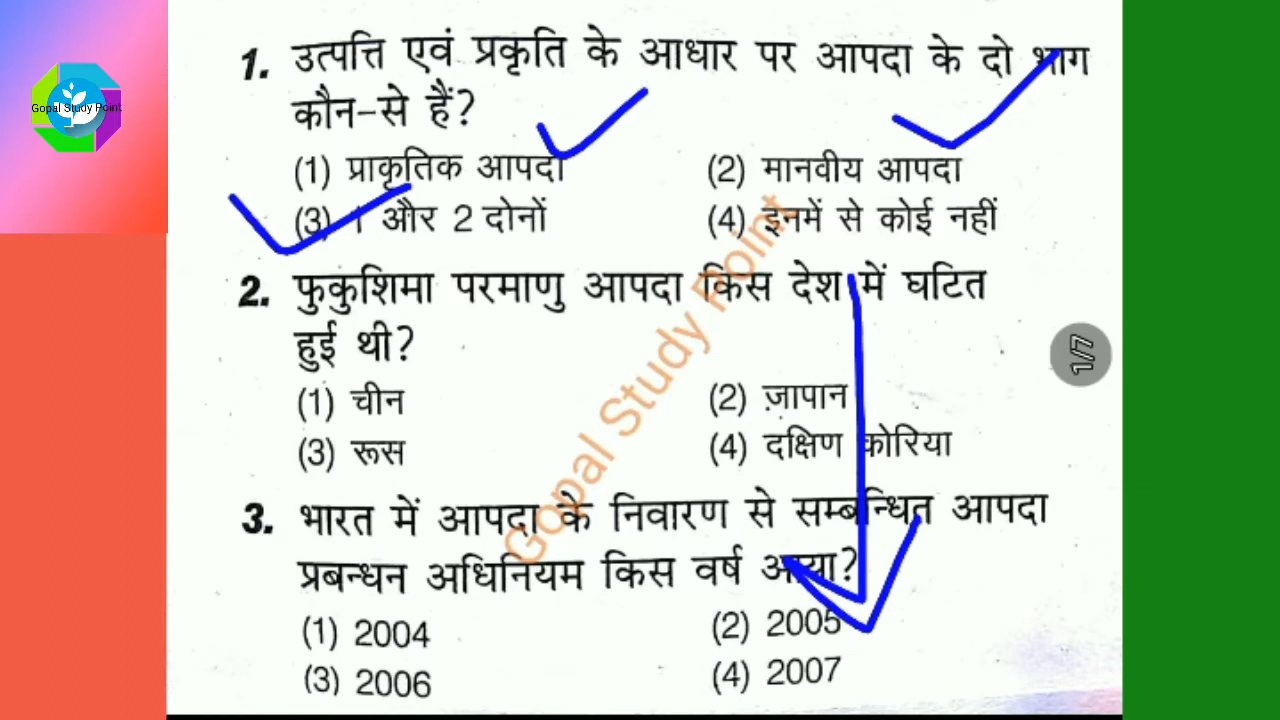 Gopal Study Point
1. उत्पत्ति एवं प्रकृति के आधार पर आपदा के दो भाग
कौन-से हैं?
(1) प्राकृतिक आपदा (2) मानवीय आपदा
(3) 1 और 2 दोनों (4) इनमें से कोई नहीं
2. फुकुशिमा परमाणु आपदा किस देश में घटित
हुई थी?
(1) चीन (2) ज़ापान
(3) रूस (4) दक्षिण कोरिया
3. भारत में आपदा के निवारण से सम्बन्धित आपदा
प्रबन्धन अधिनियम किस वर्ष आया?
(1) 2004 (2) 2005
(3) 2006 (4) 2007
Gopal Study Point
1/7